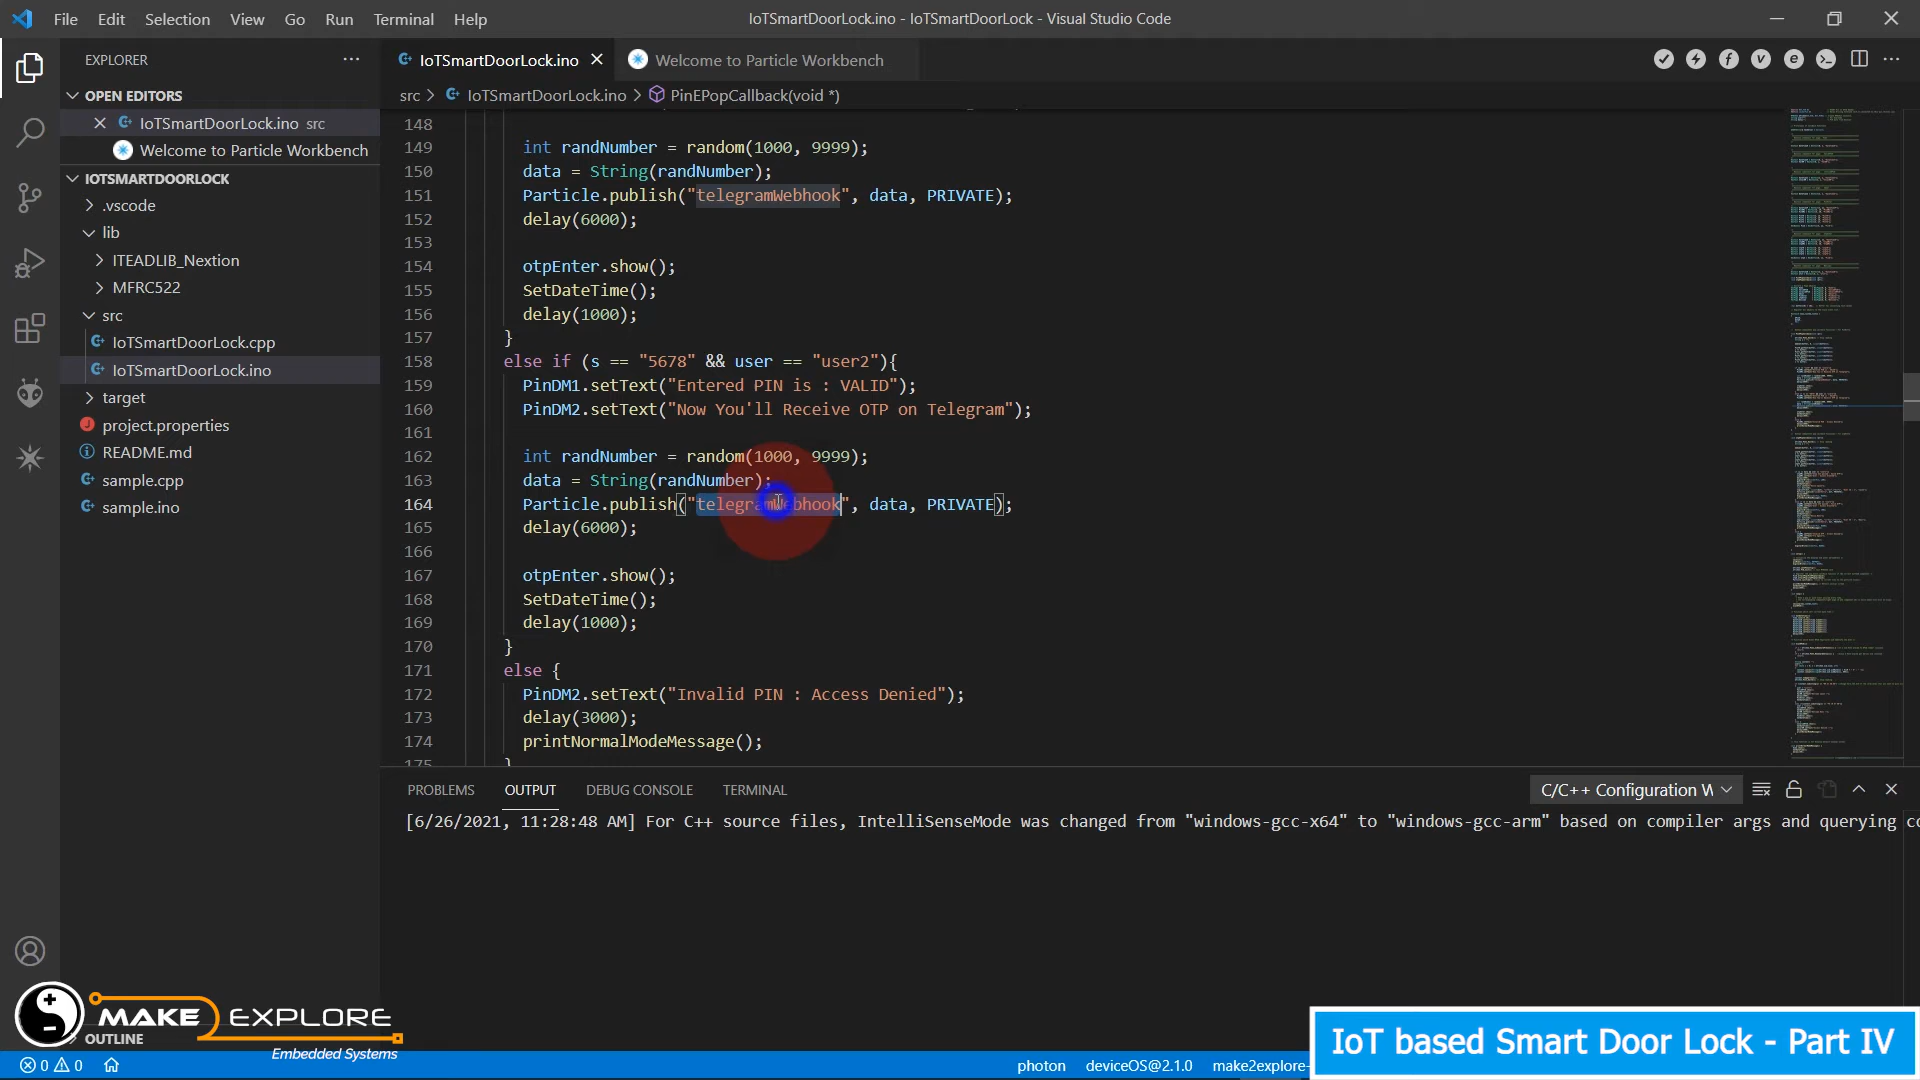 File Edit Selection View Go Run Terminal Help
IoTSmartDoorLock.ino - IoTSmartDoorLock - Visual Studio Code
EXPLORER
IoTSmartDoorLock.ino
Welcome to Particle Workbench
OPEN EDITORS
src > IoTSmartDoorLock.ino > PinEPopCallback(void *)
IoTSmartDoorLock.ino src
Welcome to Particle Workbench
IOTSMARTDOORLOCK
.vscode
lib
ITEADLIB_Nextion
MFRC522
src
IoTSmartDoorLock.cpp
IoTSmartDoorLock.ino
target
project.properties
README.md
sample.cpp
sample.ino
OUTLINE
148
149 int randNumber = random(1000, 9999);
150 data = String(randNumber);
151 Particle.publish("telegramWebhook", data, PRIVATE);
152 delay(6000);
153
154 otpEnter.show();
155 SetDateTime();
156 delay(1000);
157 }
158 else if (s == "5678" && user == "user2"){
159 PinDM1.setText("Entered PIN is : VALID");
160 PinDM2.setText("Now You'll Receive OTP on Telegram");
161
162 int randNumber = random(1000, 9999);
163 data = String(randNumber);
164 Particle.publish("telegramWebhook", data, PRIVATE);
165 delay(6000);
166
167 otpEnter.show();
168 SetDateTime();
169 delay(1000);
170 }
171 else {
172 PinDM2.setText("Invalid PIN : Access Denied");
173 delay(3000);
174 printNormalModeMessage();
175 }
PROBLEMS OUTPUT DEBUG CONSOLE TERMINAL
C/C++ Configuration W
[6/26/2021, 11:28:48 AM] For C++ source files, IntelliSenseMode was changed from "windows-gcc-x64" to "windows-gcc-arm" based on compiler args and querying co
MAKE EXPLORE
Embedded Systems
IoT based Smart Door Lock - Part IV
0 0
photon deviceOS@2.1.0 make2explore-